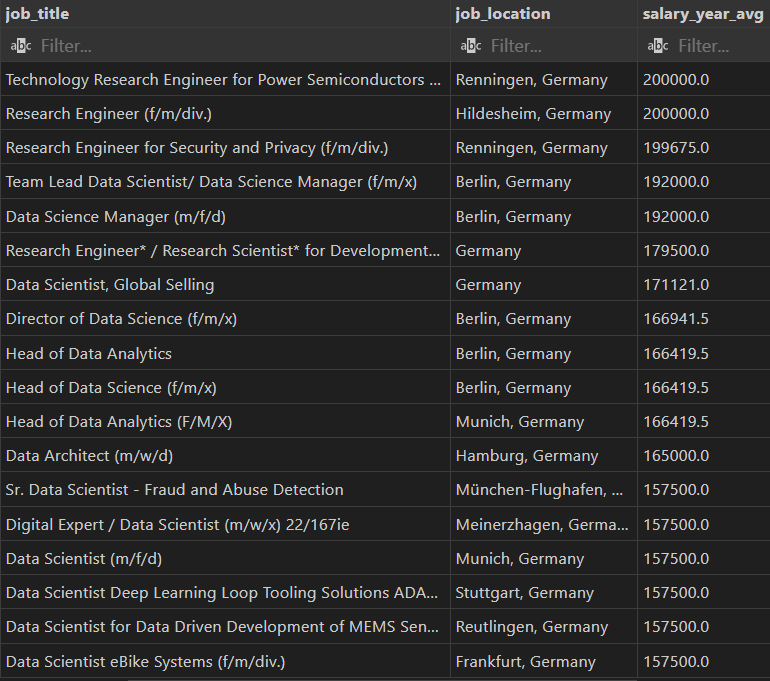 job_title job_location salary_year_avg
abc Filter... abc Filter... abc Filter...
Technology Research Engineer for Power Semiconductors ... Renningen, Germany 200000.0
Research Engineer (f/m/div.) Hildesheim, Germany 200000.0
Research Engineer for Security and Privacy (f/m/div.) Renningen, Germany 199675.0
Team Lead Data Scientist/ Data Science Manager (f/m/x) Berlin, Germany 192000.0
Data Science Manager (m/f/d) Berlin, Germany 192000.0
Research Engineer* / Research Scientist* for Development... Germany 179500.0
Data Scientist, Global Selling Germany 171121.0
Director of Data Science (f/m/x) Berlin, Germany 166941.5
Head of Data Analytics Berlin, Germany 166419.5
Head of Data Science (f/m/x) Berlin, Germany 166419.5
Head of Data Analytics (F/M/X) Munich, Germany 166419.5
Data Architect (m/w/d) Hamburg, Germany 165000.0
Sr. Data Scientist - Fraud and Abuse Detection München-Flughafen, ... 157500.0
Digital Expert / Data Scientist (m/w/x) 22/167ie Meinerzhagen, Germa... 157500.0
Data Scientist (m/f/d) Munich, Germany 157500.0
Data Scientist Deep Learning Loop Tooling Solutions ADA... Stuttgart, Germany 157500.0
Data Scientist for Data Driven Development of MEMS Sen... Reutlingen, Germany 157500.0
Data Scientist eBike Systems (f/m/div.) Frankfurt, Germany 157500.0